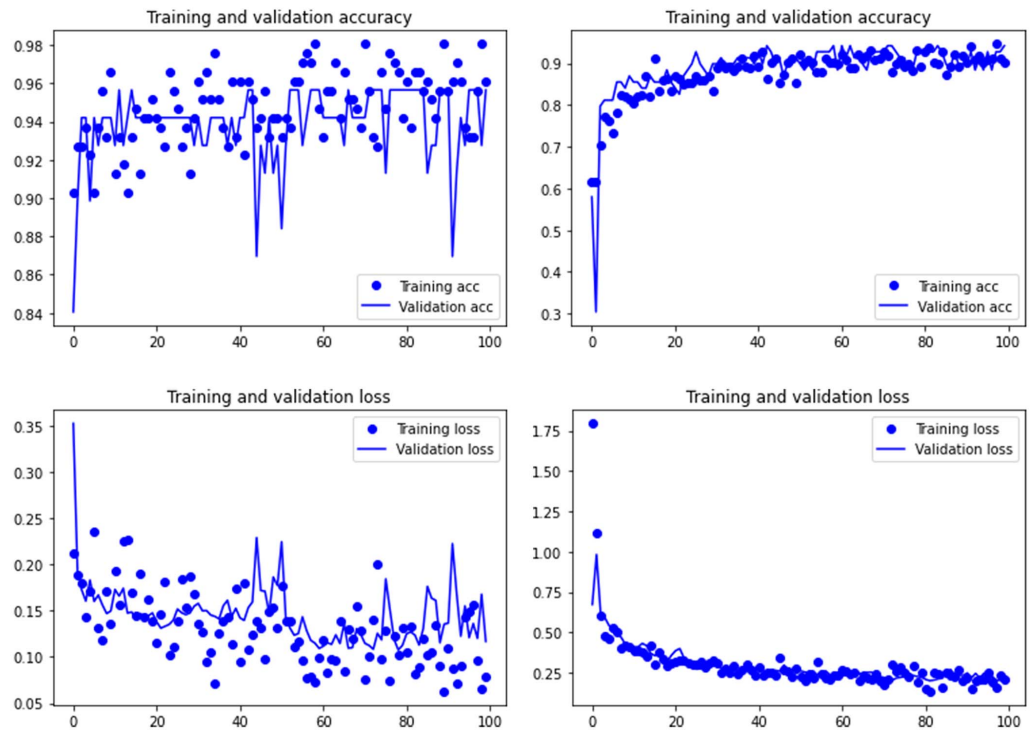 Training and validation accuracy
0.98
0.96
0.94
0.92
0.90
0.88
0.86
0.84
Training acc
Validation acc
0 20 40 60 80 100
Training and validation accuracy
0.9
0.8
0.7
0.6
0.5
0.4
0.3
Training acc
Validation acc
0 20 40 60 80 100
Training and validation loss
0.35
0.30
0.25
0.20
0.15
0.10
0.05
Training loss
Validation loss
0 20 40 60 80 100
Training and validation loss
1.75
1.50
1.25
1.00
0.75
0.50
0.25
Training loss
Validation loss
0 20 40 60 80 100